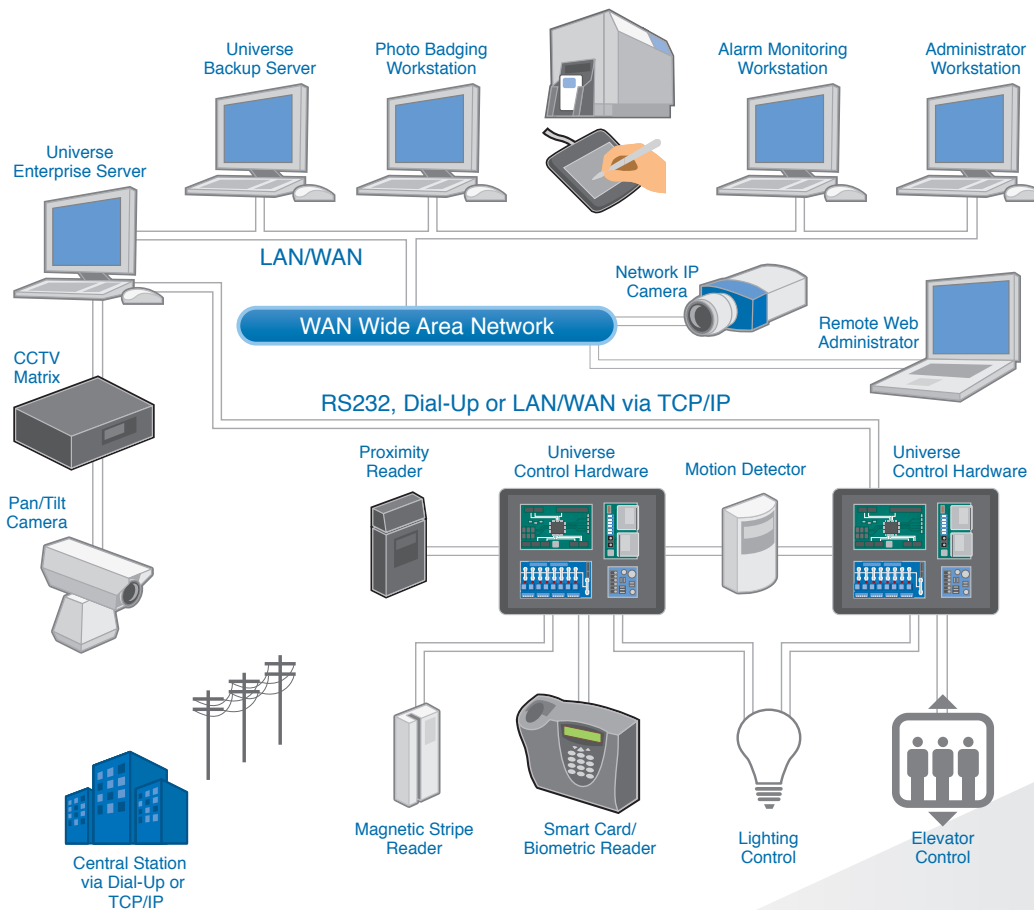 Universe
Backup Server
Photo Badging
Workstation
Alarm Monitoring
Workstation
Administrator
Workstation
Universe
Enterprise Server
LAN/WAN
Network IP
Camera
WAN Wide Area Network
Remote Web
Administrator
CCTV
Matrix
RS232, Dial-Up or LAN/WAN via TCP/IP
Proximity
Reader
Universe
Control Hardware
Motion Detector
Universe
Control Hardware
Pan/Tilt
Camera
Magnetic Stripe
Reader
Smart Card/
Biometric Reader
Lighting
Control
Elevator
Control
Central Station
via Dial-Up or
TCP/IP